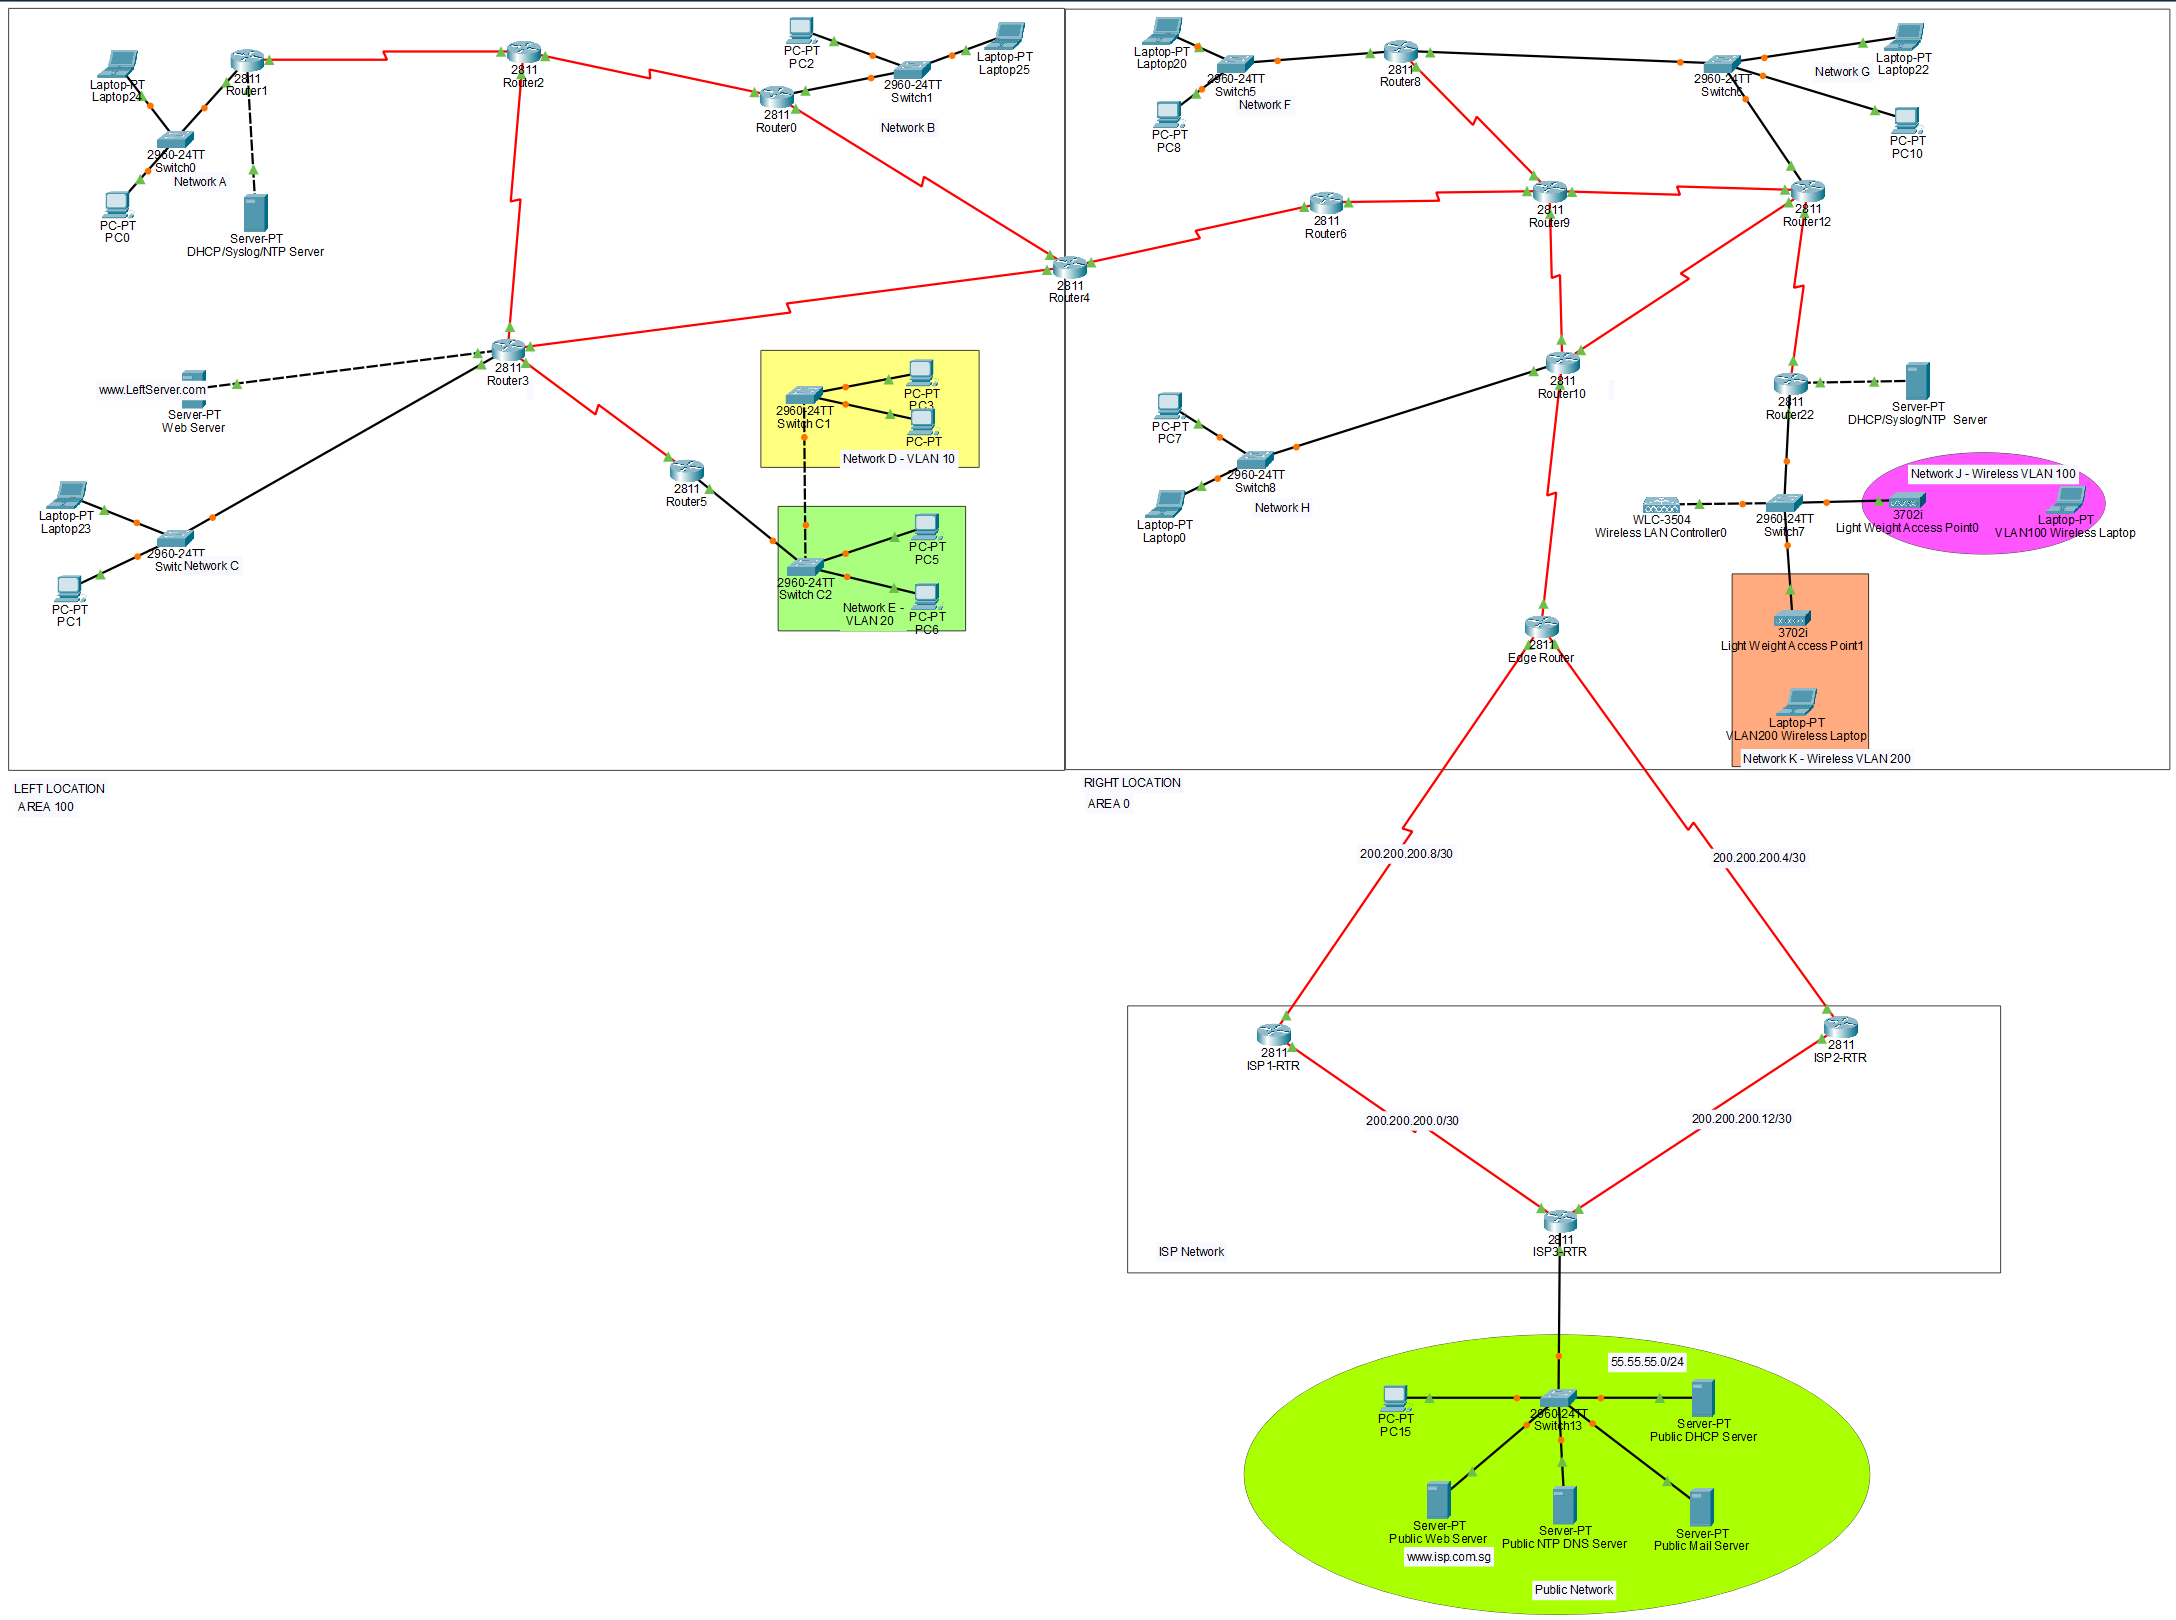 Laptop-PT
Laptop24
2811
Router1
2960-24TT
Switch0
Network A
PC-PT
PC0
Server-PT
DHCP/Syslog/NTP Server
2811
Router2
PC-PT
PC2
Laptop-PT
Laptop25
2960-24TT
Switch1
2811
Router0
Network B
2811
Router4
2811
Router3
www.LeftServer.com
Server-PT
Web Server
Laptop-PT
Laptop23
2960-24TT
Network C
PC-PT
PC1
2811
Router5
2960-24TT
Switch C1
PC-PT
PC3
PC-PT
Network D - VLAN 10
2960-24TT
Switch C2
PC-PT
PC5
Network E -
VLAN 20
PC-PT
PC6
LEFT LOCATION
AREA 100
Laptop-PT
Laptop20
2960-24TT
Switch5
Network F
PC-PT
PC8
2811
Router8
2960-24TT
Switch6
Network G
Laptop-PT
Laptop22
PC-PT
PC10
2811
Router6
2811
Router9
2811
Router12
2811
Router10
PC-PT
PC7
2960-24TT
Switch8
Laptop-PT
Laptop0
Network H
2811
Router22
Server-PT
DHCP/Syslog/NTP Server
Network J - Wireless VLAN 100
WLC-3504
Wireless LAN Controller0
2960-24TT
Switch7
3702i
Light Weight Access Point0
Laptop-PT
VLAN100 Wireless Laptop
3702i
Light Weight Access Point1
Laptop-PT
VLAN200 Wireless Laptop
Network K - Wireless VLAN 200
2811
Edge Router
RIGHT LOCATION
AREA 0
200.200.200.8/30
200.200.200.4/30
2811
ISP1-RTR
2811
ISP2-RTR
200.200.200.0/30
200.200.200.12/30
2811
ISP3-RTR
ISP Network
55.55.55.0/24
PC-PT
PC15
2960-24TT
Switch13
Server-PT
Public DHCP Server
Server-PT
Public Web Server
www.isp.com.sg
Server-PT
Public NTP DNS Server
Server-PT
Public Mail Server
Public Network